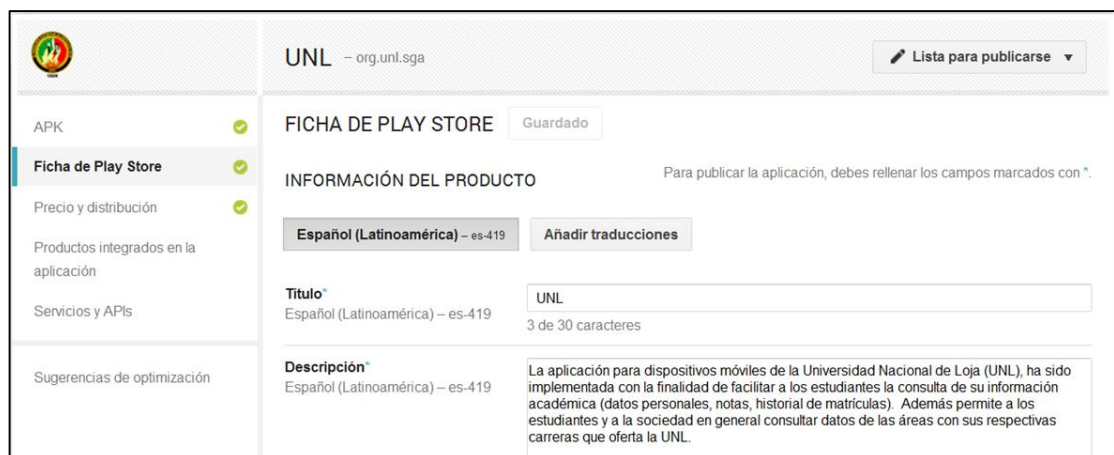 UNL – org.unl.sga
Lista para publicarse
APK
Ficha de Play Store
Precio y distribución
Productos integrados en la
aplicación
Servicios y APIs
Sugerencias de optimización
FICHA DE PLAY STORE Guardado
INFORMACIÓN DEL PRODUCTO
Para publicar la aplicación, debes rellenar los campos marcados con *.
Español (Latinoamérica) – es-419 Añadir traducciones
Título*
Español (Latinoamérica) – es-419
UNL
3 de 30 caracteres
Descripción*
Español (Latinoamérica) – es-419
La aplicación para dispositivos móviles de la Universidad Nacional de Loja (UNL), ha sido
implementada con la finalidad de facilitar a los estudiantes la consulta de su información
académica (datos personales, notas, historial de matrículas). Además permite a los
estudiantes y a la sociedad en general consultar datos de las áreas con sus respectivas
carreras que oferta la UNL.